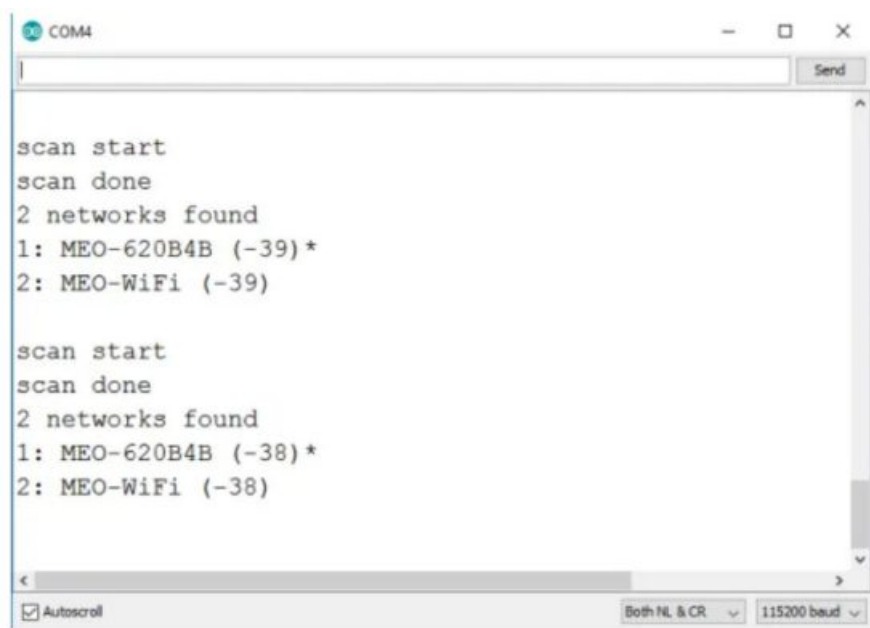 COM4
Send
scan start
scan done
2 networks found
1: MEO-620B4B (-39)*
2: MEO-WiFi (-39)
scan start
scan done
2 networks found
1: MEO-620B4B (-38)*
2: MEO-WiFi (-38)
Autoscroll
Both NL & CR
115200 baud